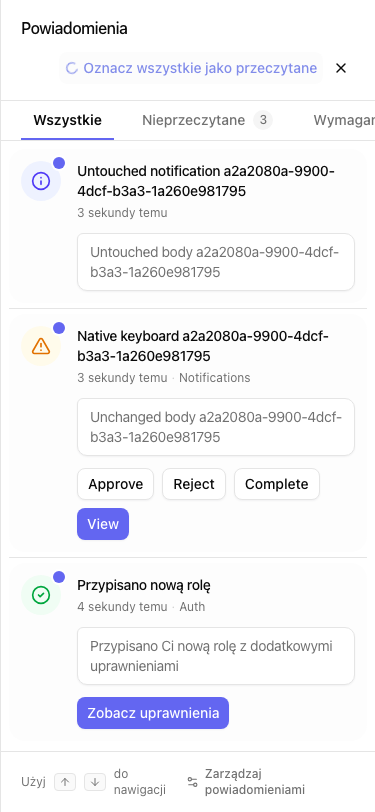 Powiadomienia
Oznacz wszystkie jako przeczytane
Wszystkie
Nieprzeczytane 3
Wymagan
Untouched notification a2a2080a-9900-
4dcf-b3a3-1a260e981795
3 sekundy temu
Untouched body a2a2080a-9900-4dcf-
b3a3-1a260e981795
Native keyboard a2a2080a-9900-4dcf-
b3a3-1a260e981795
3 sekundy temu · Notifications
Unchanged body a2a2080a-9900-4dcf-
b3a3-1a260e981795
Approve
Reject
Complete
View
Przypisano nową rolę
4 sekundy temu · Auth
Przypisano Ci nową rolę z dodatkowymi
uprawnieniami
Zobacz uprawnienia
Użyj ↑ ↓ do
nawigacji
Zarządzaj
powiadomieniami